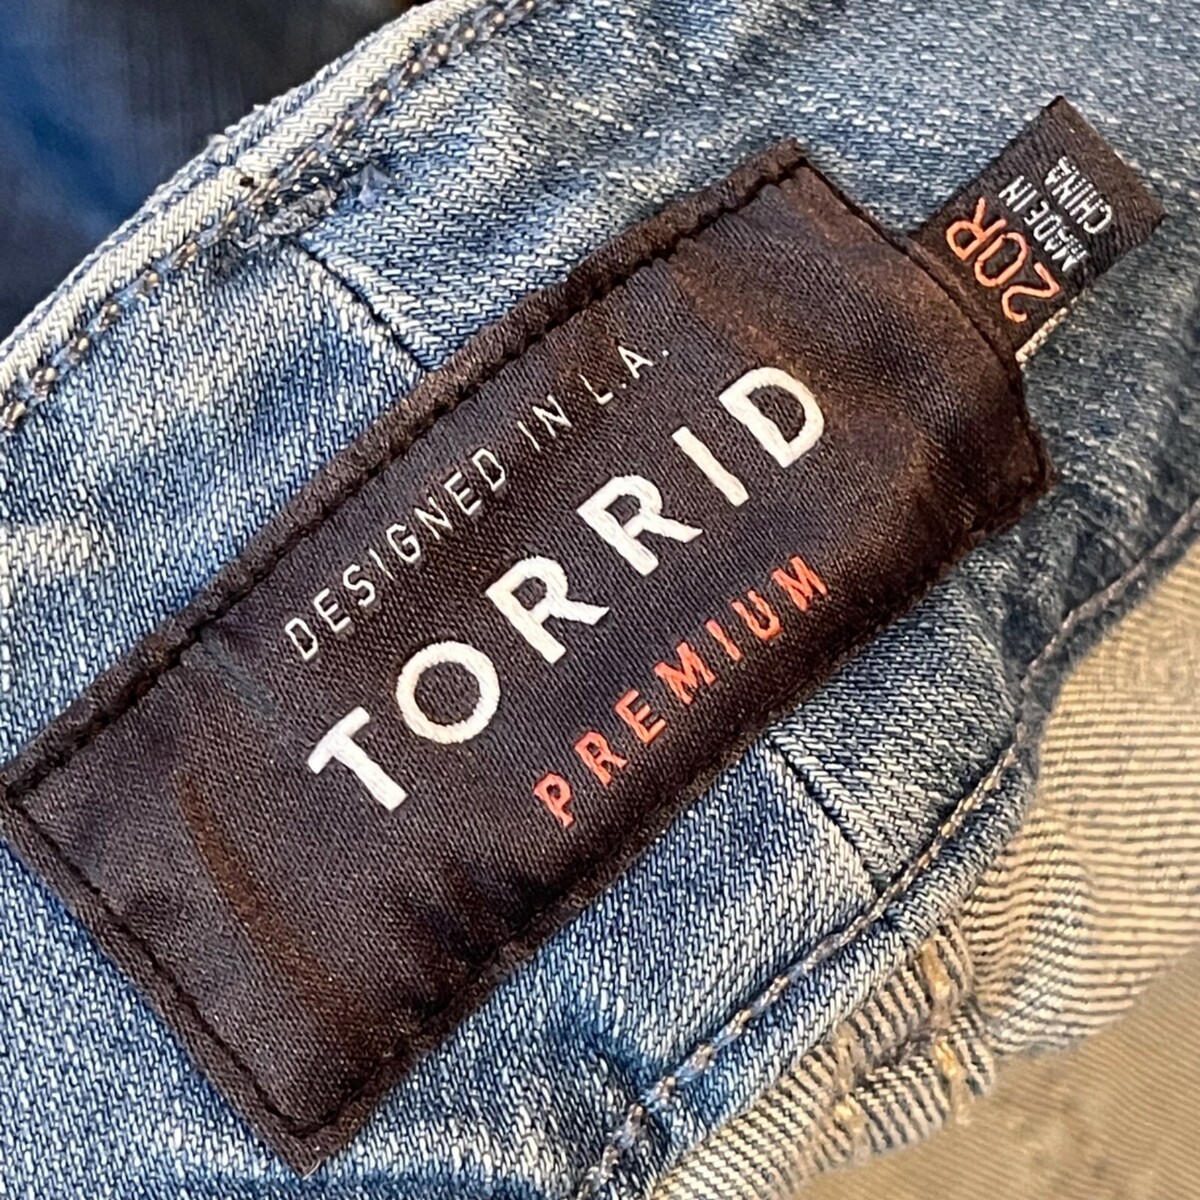 DESIGNED IN L.A.
TORRID
PREMIUM
20R
MADE IN
CHINA